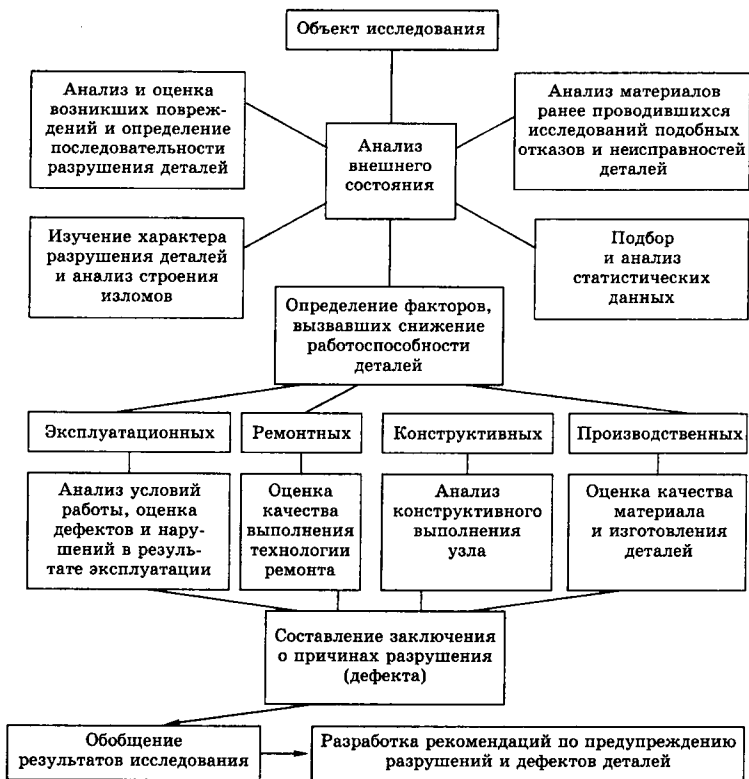 Объект исследования
Анализ и оценка
возникших повреж-
дений и определение
последовательности
разрушения деталей
Анализ
внешнего
состояния
Анализ материалов
ранее проводившихся
исследований подобных
отказов и неисправностей
деталей
Изучение характера
разрушения деталей
и анализ строения
изломов
Подбор
и анализ
статистических
данных
Определение факторов,
вызвавших снижение
работоспособности
деталей
Эксплуатационных
Ремонтных
Конструктивных
Производственных
Анализ условий
работы, оценка
дефектов и нару-
шений в резуль-
тате эксплуатации
Оценка
качества
выполнения
технологии
ремонта
Анализ
конструктивного
выполнения
узла
Оценка качества
материала
и изготовления
деталей
Составление заключения
о причинах разрушения
(дефекта)
Обобщение
результатов исследования
Разработка рекомендаций по предупреждению
разрушений и дефектов деталей